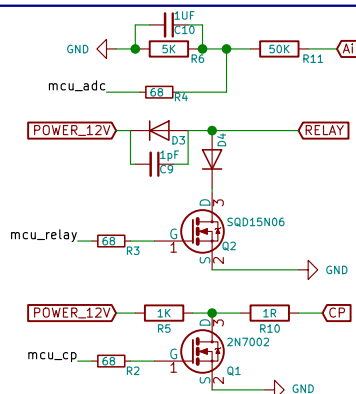 1UF
C10
GND
5K
R6
50K
R11
Ai
mcu_adc
68
R4
POWER_12V
D3
D4
RELAY
1pF
C9
D
3
SQD15N06
mcu_relay
68
R3
G
1
Q2
S
2
GND
POWER_12V
1K
R5
D
3
1R
R10
CP
2N7002
mcu_cp
68
R2
G
1
Q1
S
2
GND